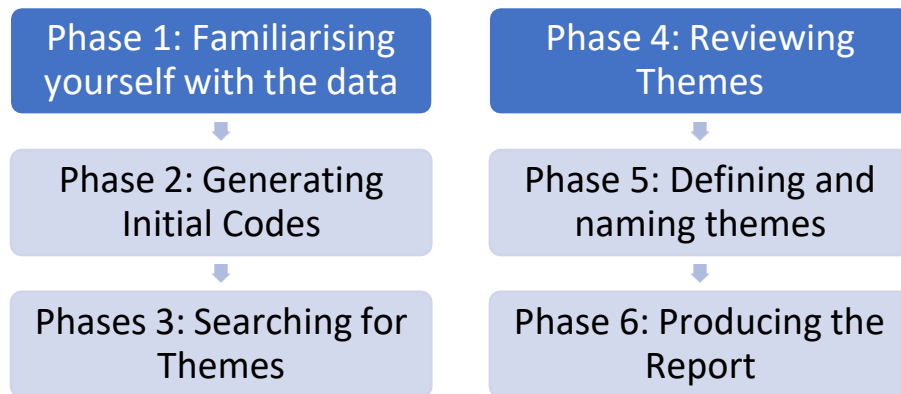 Phase 1: Familiarising
yourself with the data
Phase 2: Generating
Initial Codes
Phases 3: Searching for
Themes
Phase 4: Reviewing
Themes
Phase 5: Defining and
naming themes
Phase 6: Producing the
Report